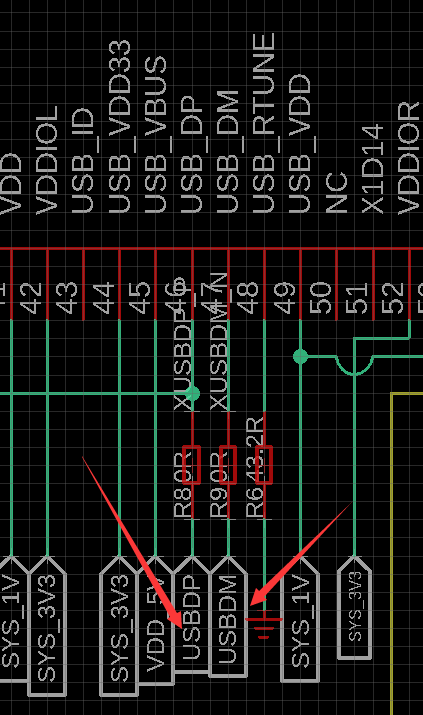 VDD
VDDIOL
USB_ID
USB_VDD33
USB_VBUS
USB_DP
USB_DM
USB_RTUNE
USB_VDD
NC
X1D14
VDDIOR
42
43
44
45
46
47
48
49
50
51
52
XUSBDP_P
XUSBDM_N
R8 0R
R9 0R
R6 43.2R
SYS_1V
SYS_3V3
SYS_3V3
VDD_5V
USBDP
USBDM
SYS_1V
SYS_3V3